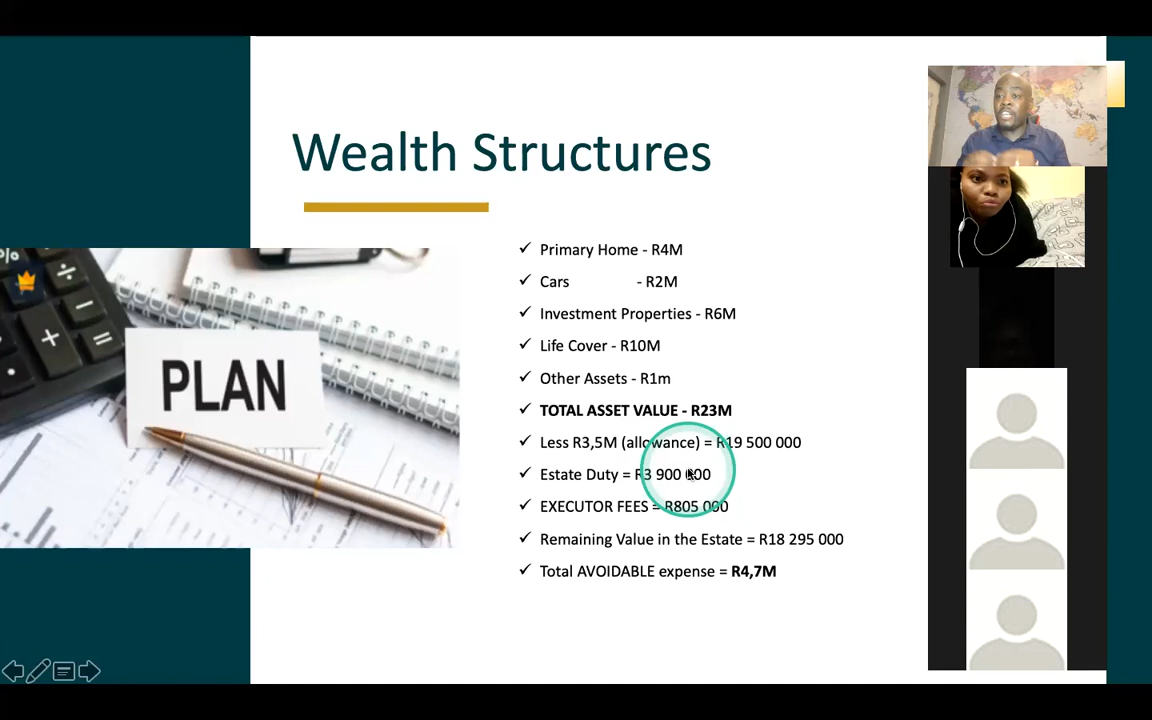 Wealth Structures
PLAN
✓ Primary Home - R4M
✓ Cars - R2M
✓ Investment Properties - R6M
✓ Life Cover - R10M
✓ Other Assets - R1m
✓ TOTAL ASSET VALUE - R23M
✓ Less R3,5M (allowance) = R19 500 000
✓ Estate Duty = R3 900 000
✓ EXECUTOR FEES = R805 000
✓ Remaining Value in the Estate = R18 295 000
✓ Total AVOIDABLE expense = R4,7M